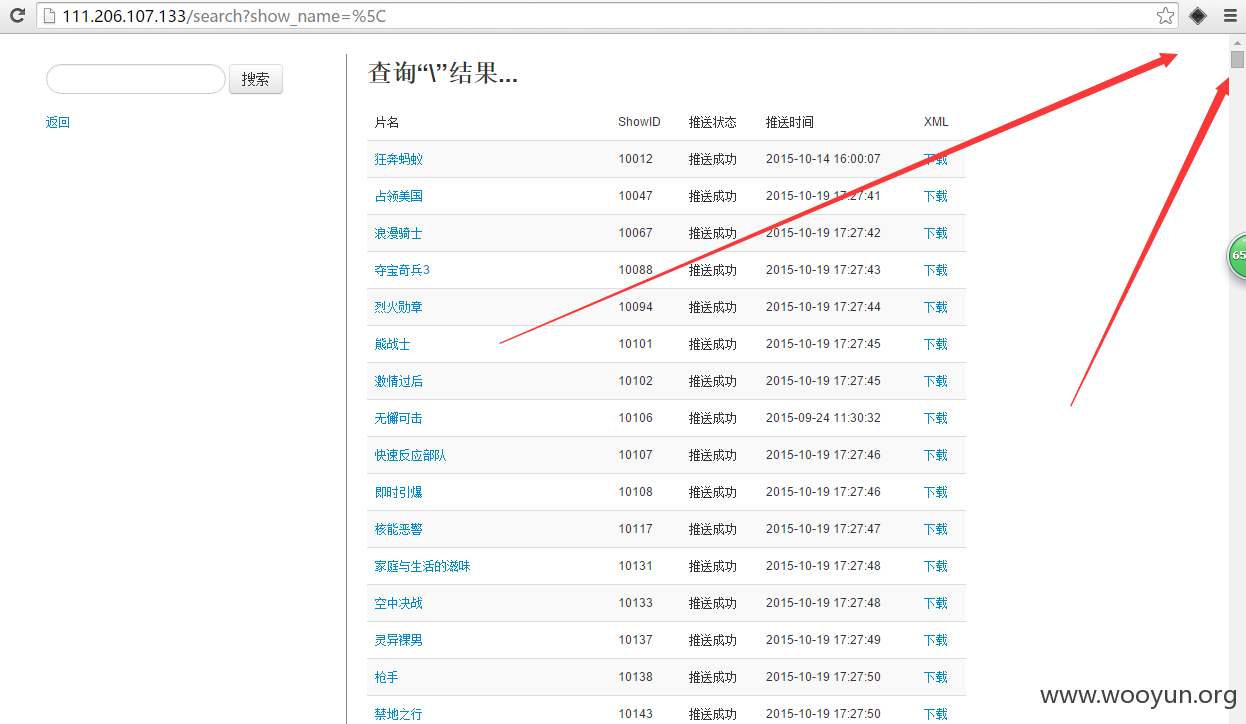 111.206.107.133/search?show_name=%5C
搜索
返回
查询“\”结果...
片名 ShowID 推送状态 推送时间 XML
狂奔蚂蚁 10012 推送成功 2015-10-14 16:00:07 下载
占领美国 10047 推送成功 2015-10-19 17:27:41 下载
浪漫骑士 10067 推送成功 2015-10-19 17:27:42 下载
夺宝奇兵3 10088 推送成功 2015-10-19 17:27:43 下载
烈火勋章 10094 推送成功 2015-10-19 17:27:44 下载
熊战士 10101 推送成功 2015-10-19 17:27:45 下载
激情过后 10102 推送成功 2015-10-19 17:27:45 下载
无懈可击 10106 推送成功 2015-09-24 11:30:32 下载
快速反应部队 10107 推送成功 2015-10-19 17:27:46 下载
即时引爆 10108 推送成功 2015-10-19 17:27:46 下载
核能恶警 10117 推送成功 2015-10-19 17:27:47 下载
家庭与生活的滋味 10131 推送成功 2015-10-19 17:27:48 下载
空中决战 10133 推送成功 2015-10-19 17:27:48 下载
灵异裸男 10137 推送成功 2015-10-19 17:27:49 下载
枪手 10138 推送成功 2015-10-19 17:27:50 下载
禁地之行 10143 推送成功 2015-10-19 17:27:50 下载
65
www.wooyun.org